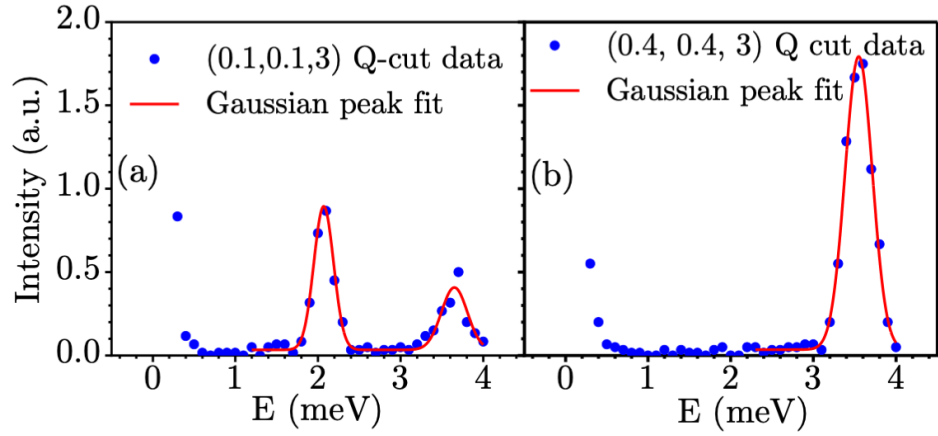 2.0
1.5
1.0
0.5
0.0
Intensity (a.u.)
(0.1,0.1,3) Q-cut data
Gaussian peak fit
(a)
0 1 2 3 4
E (meV)
(0.4, 0.4, 3) Q cut data
Gaussian peak fit
(b)
0 1 2 3 4
E (meV)